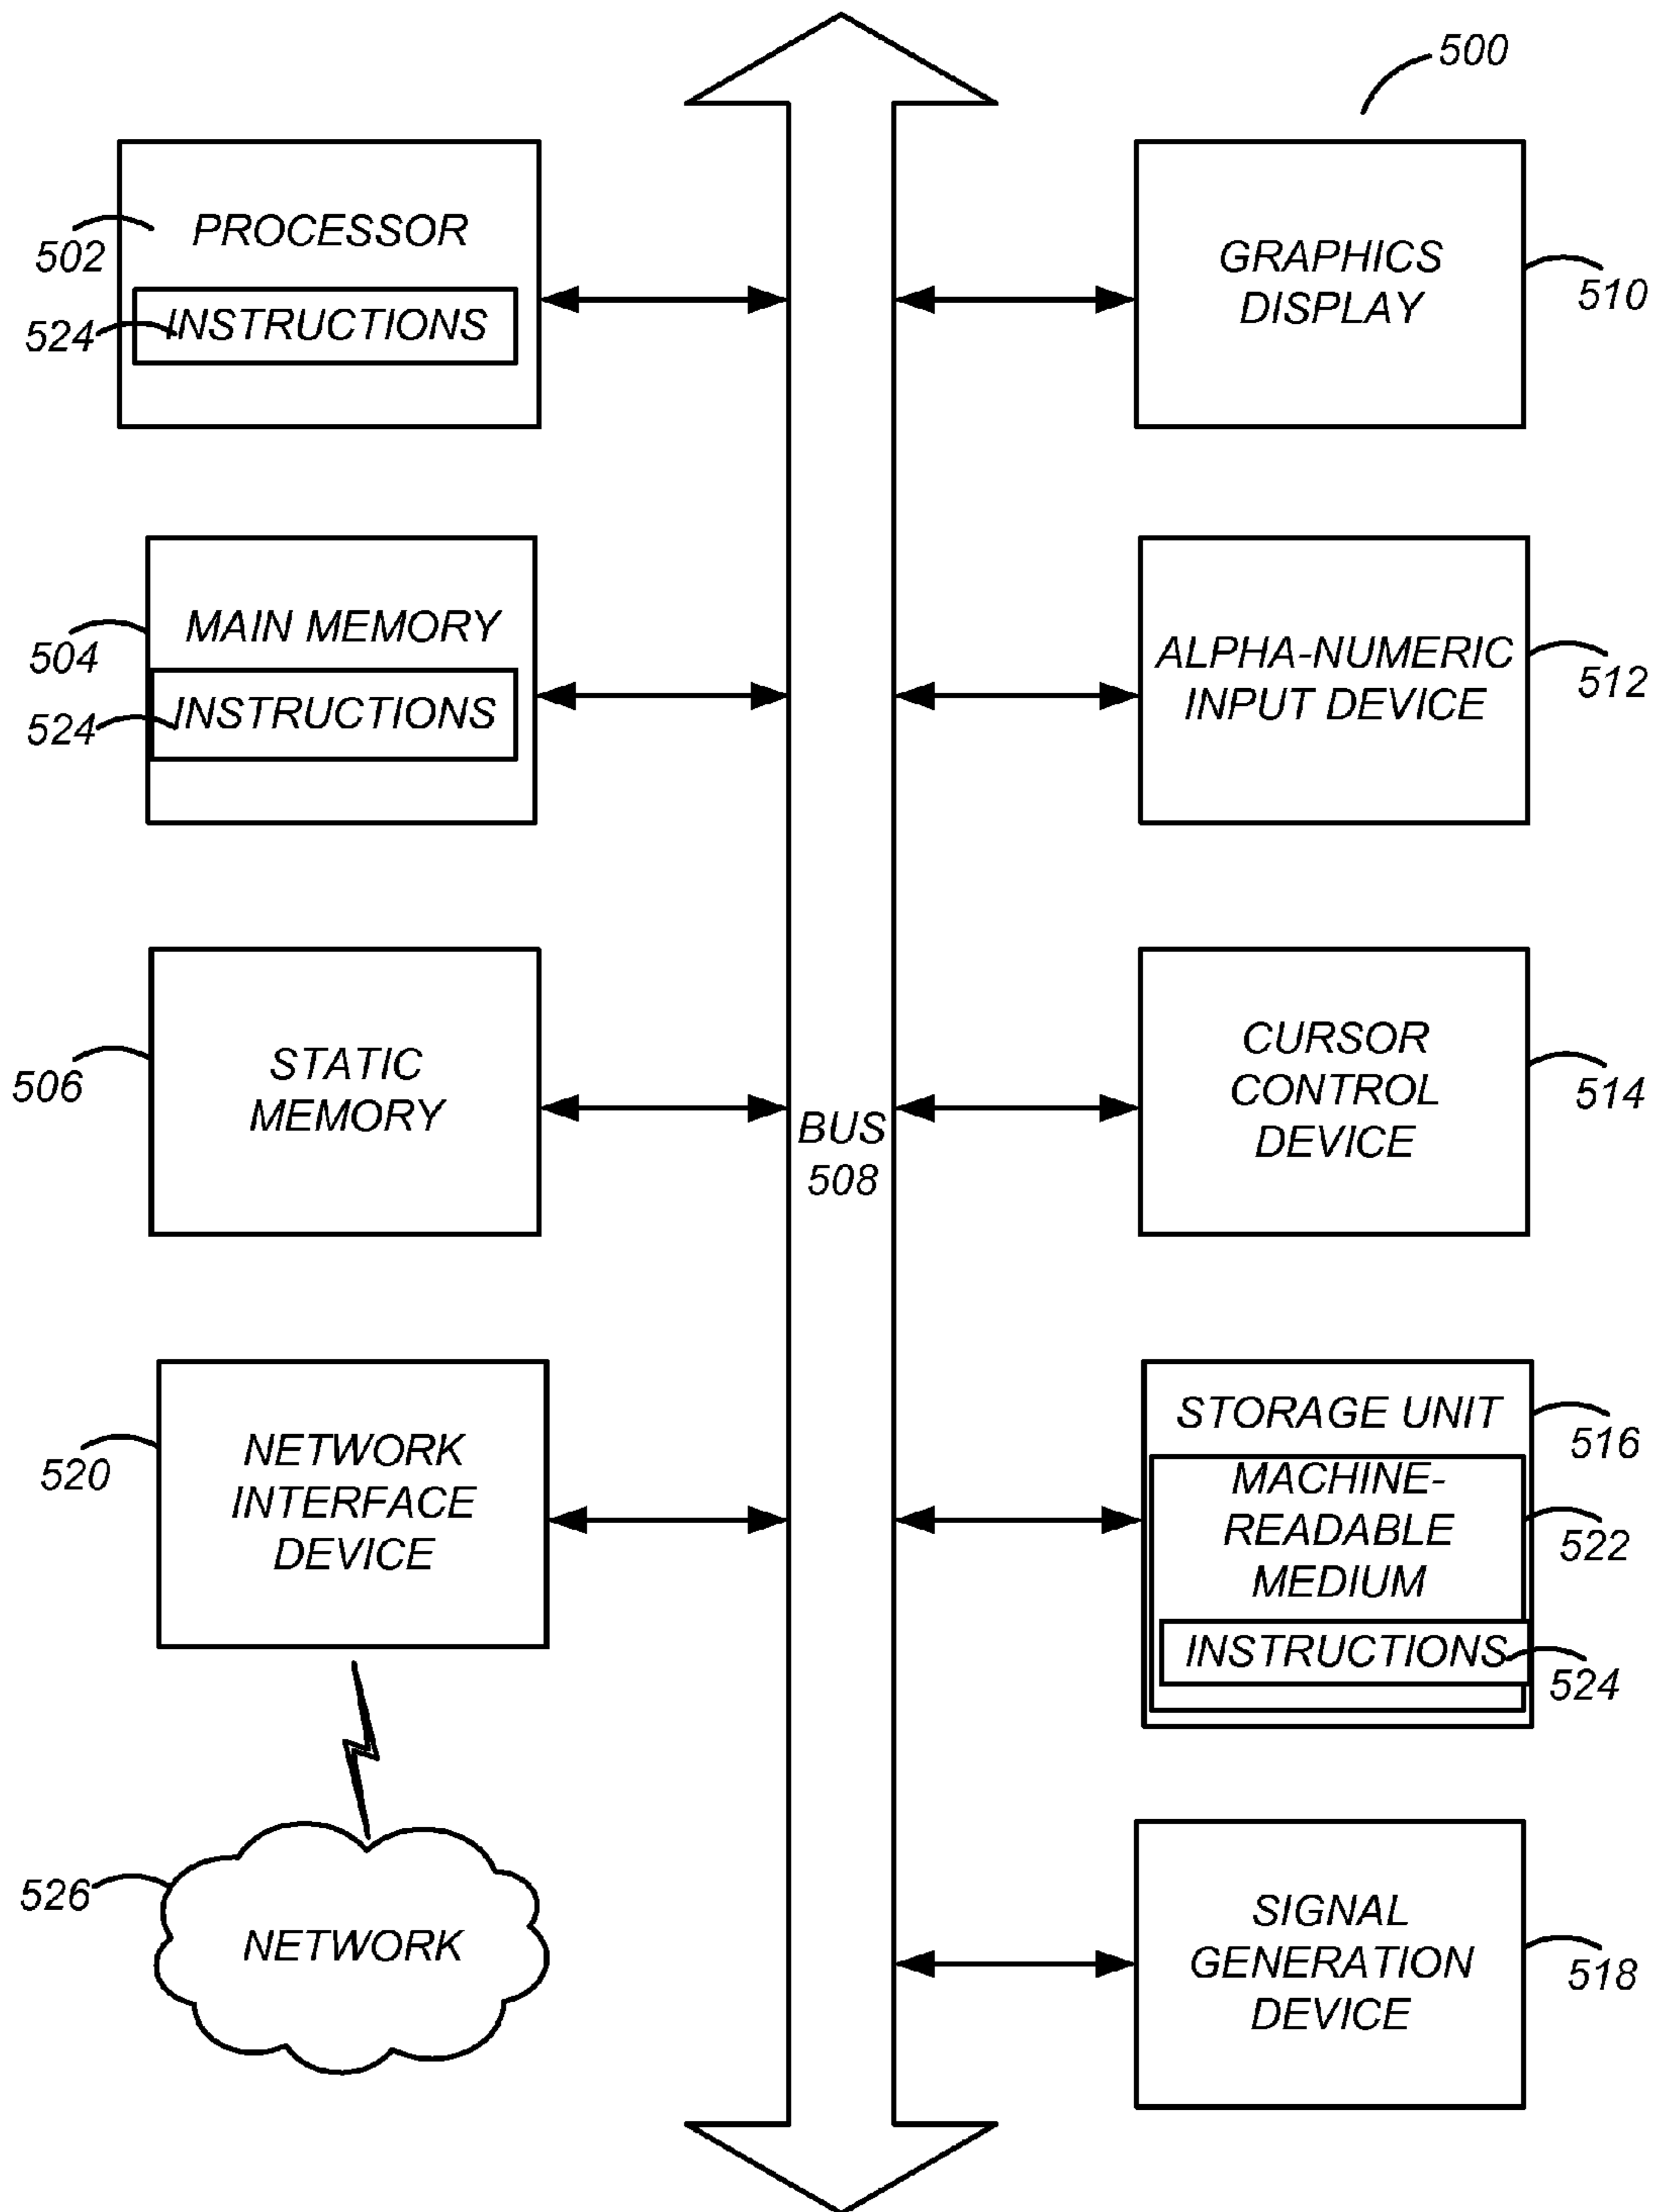 500
PROCESSOR
502
INSTRUCTIONS
524
GRAPHICS
DISPLAY
510
MAIN MEMORY
504
INSTRUCTIONS
524
ALPHA-NUMERIC
INPUT DEVICE
512
STATIC
MEMORY
506
BUS
508
CURSOR
CONTROL
DEVICE
514
NETWORK
INTERFACE
DEVICE
520
STORAGE UNIT
516
MACHINE-
READABLE
MEDIUM
522
INSTRUCTIONS
524
526
NETWORK
SIGNAL
GENERATION
DEVICE
518